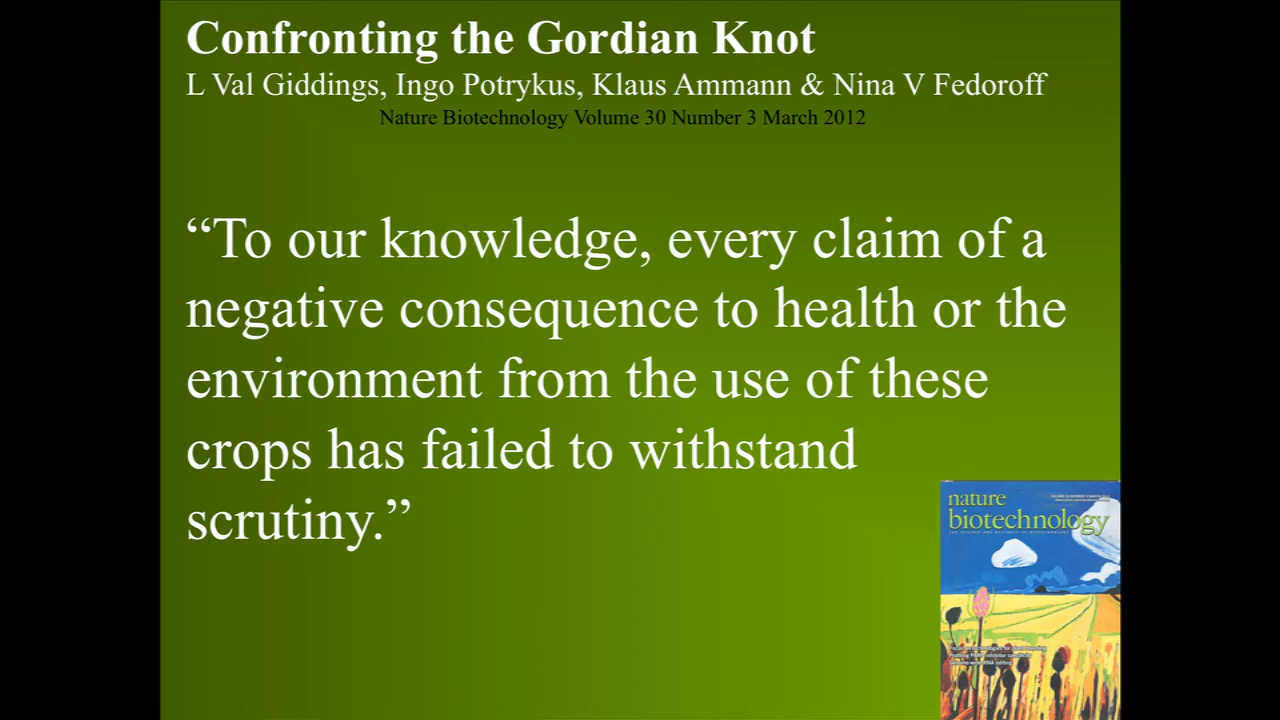 Confronting the Gordian Knot
L Val Giddings, Ingo Potrykus, Klaus Ammann & Nina V Fedoroff
Nature Biotechnology Volume 30 Number 3 March 2012
“To our knowledge, every claim of a
negative consequence to health or the
environment from the use of these
crops has failed to withstand
scrutiny.”
nature
biotechnology